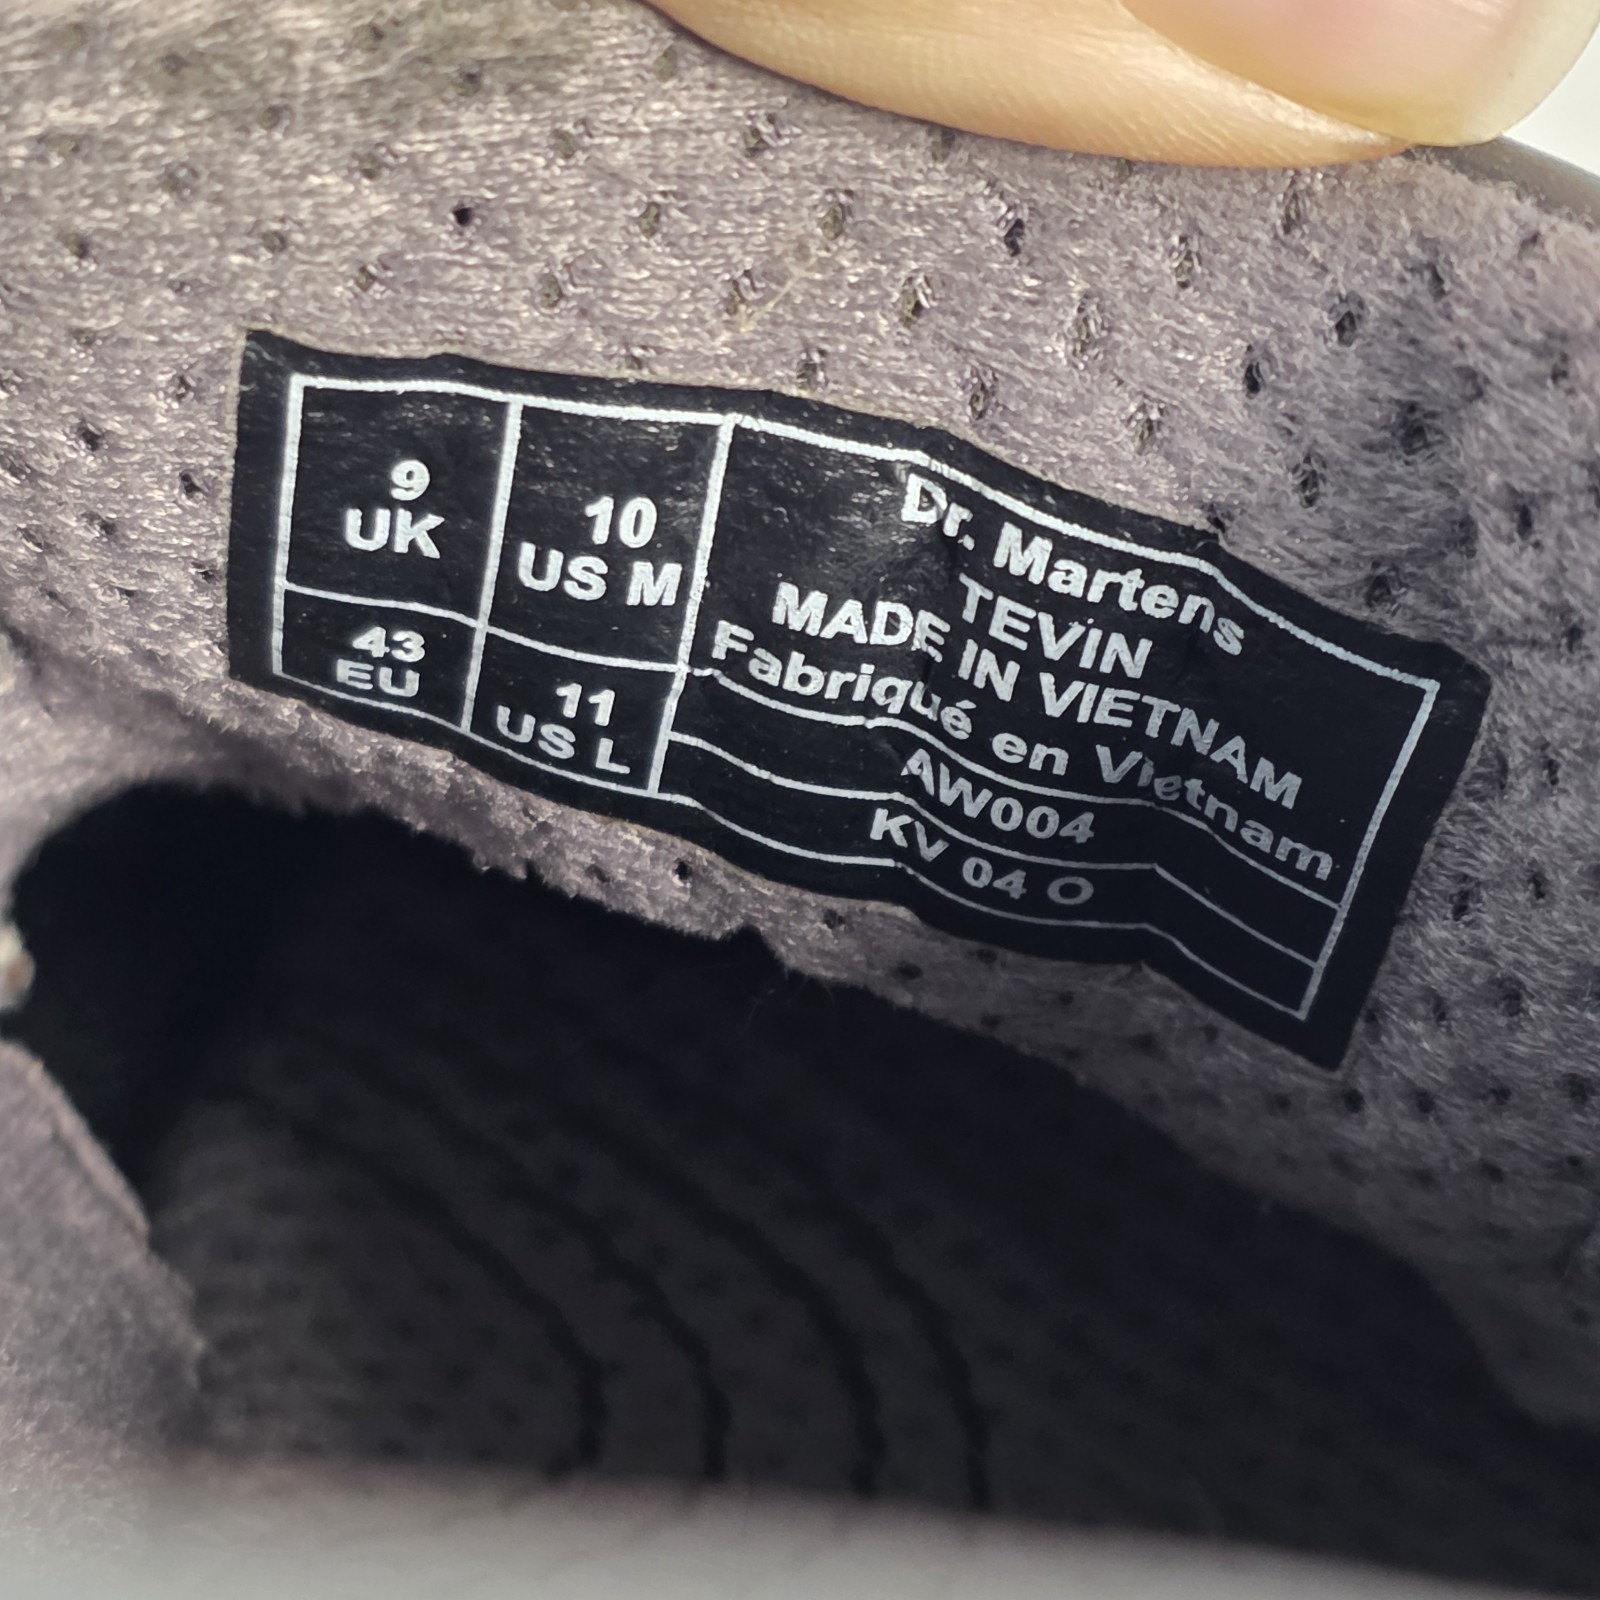 9
UK
10
US M
43
EU
11
US L
Dr. Martens
TEVIN
MADE IN VIETNAM
Fabriqué en Vietnam
AW004
KV 04 O